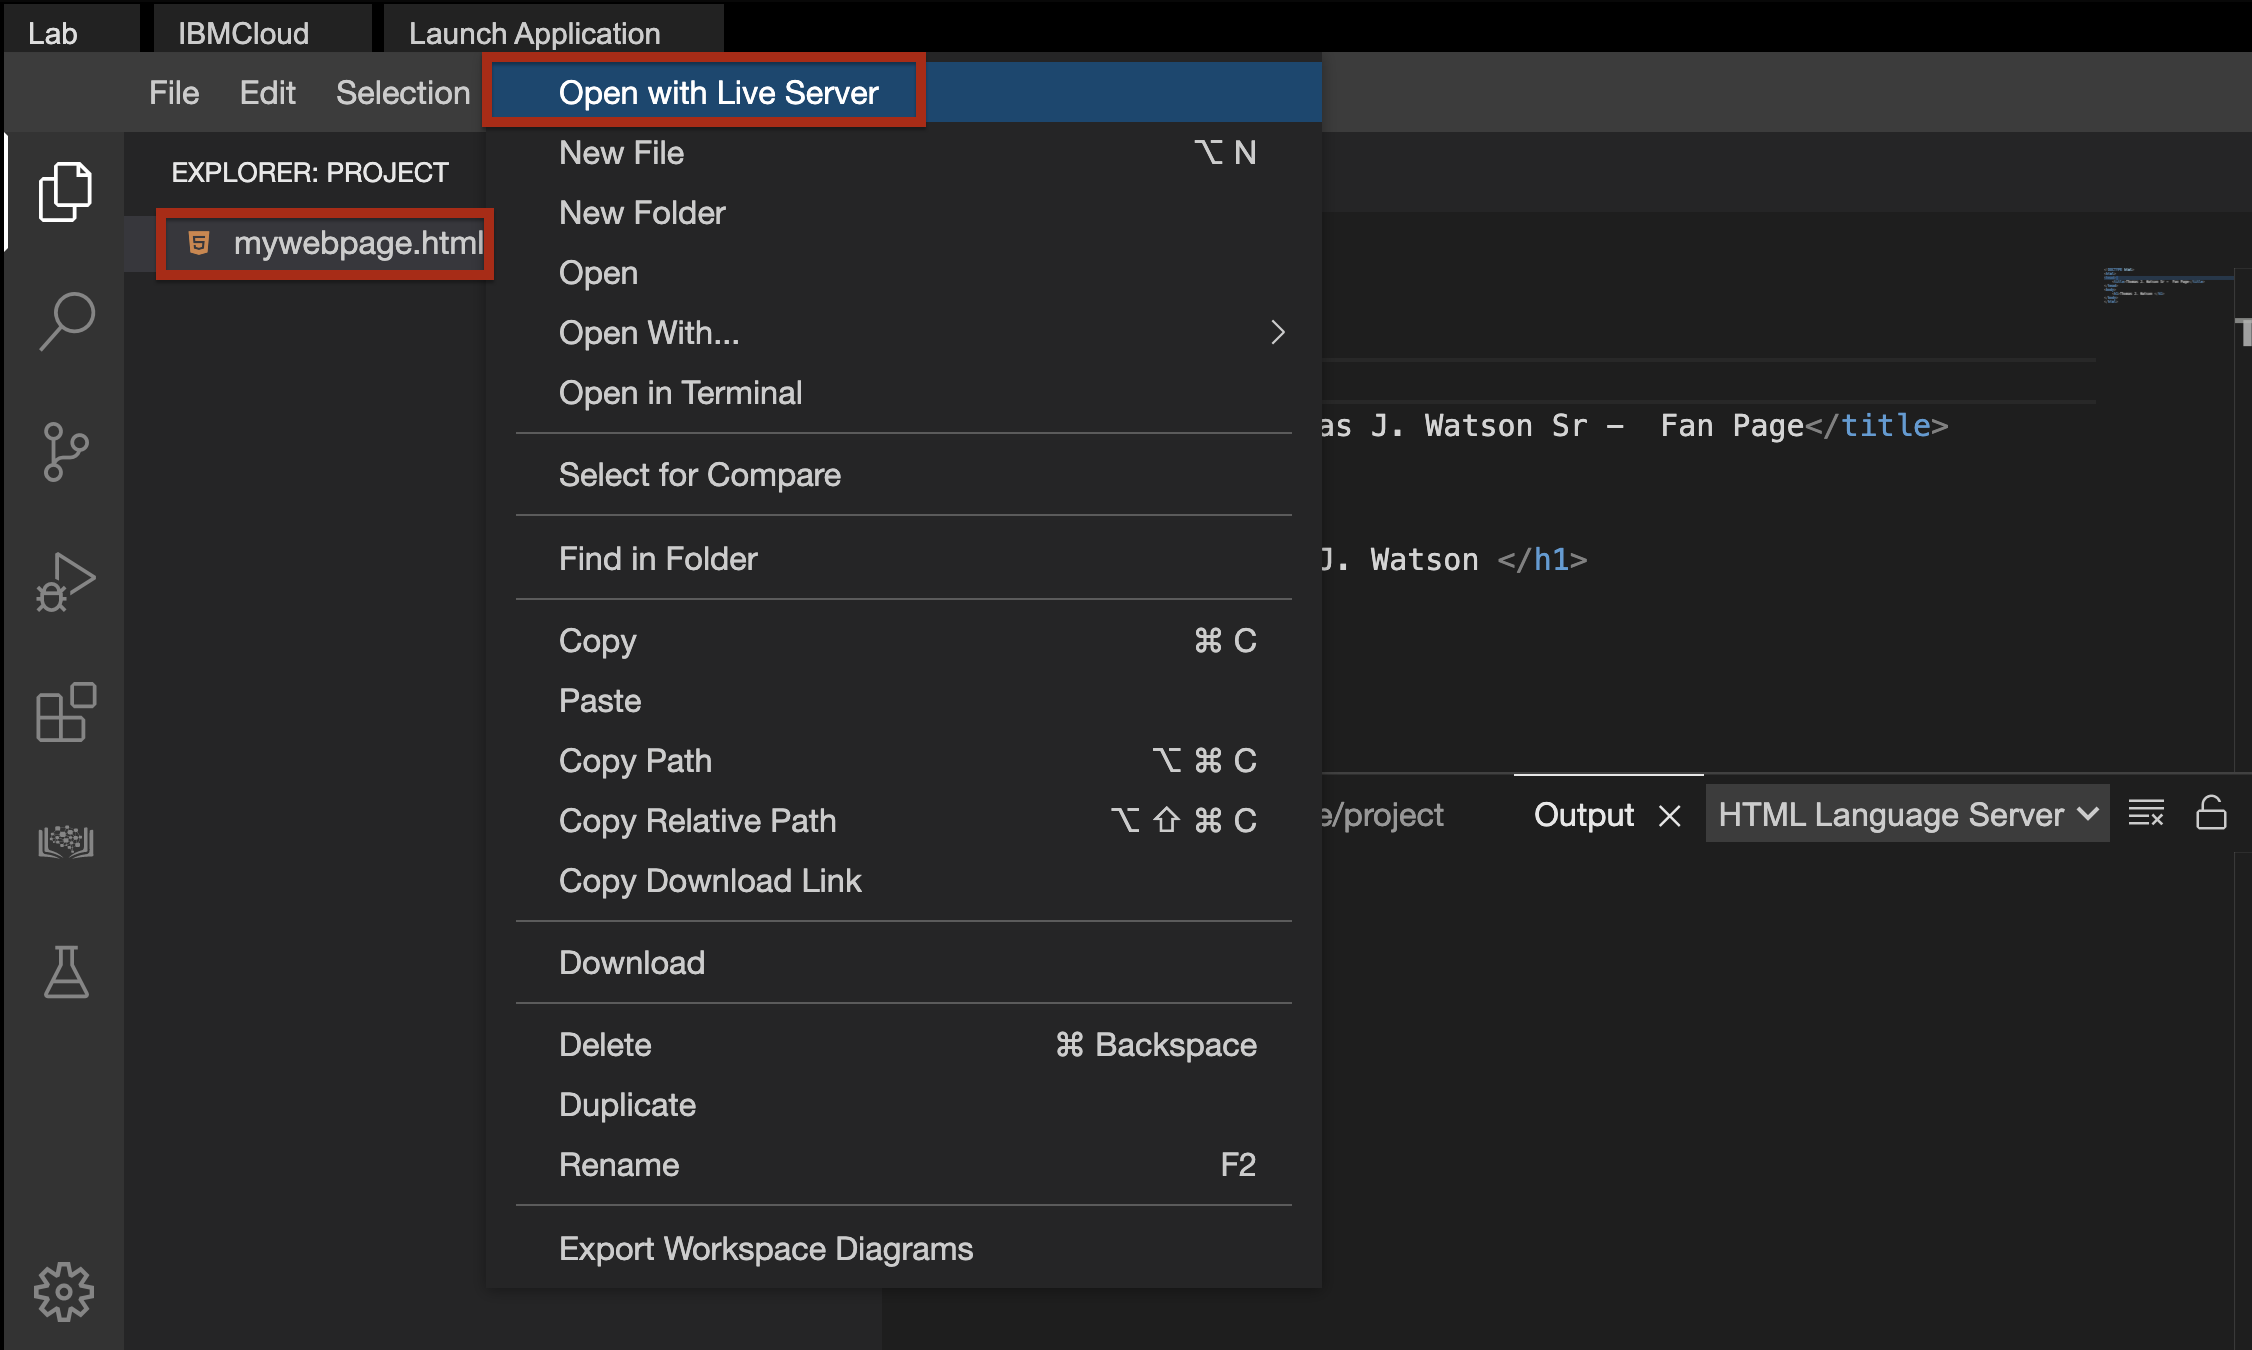 Lab IBMCloud Launch Application
File Edit Selection
Open with Live Server
EXPLORER: PROJECT
mywebpage.html
New File ⌥ N
New Folder
Open
Open With...
Open in Terminal
Select for Compare
Find in Folder
Copy ⌘ C
Paste
Copy Path ⌥ ⌘ C
Copy Relative Path ⌥ ⇧ ⌘ C
Copy Download Link
Download
Delete ⌘ Backspace
Duplicate
Rename F2
Export Workspace Diagrams
as J. Watson Sr - Fan Page</title>
J. Watson </h1>
e/project Output HTML Language Server